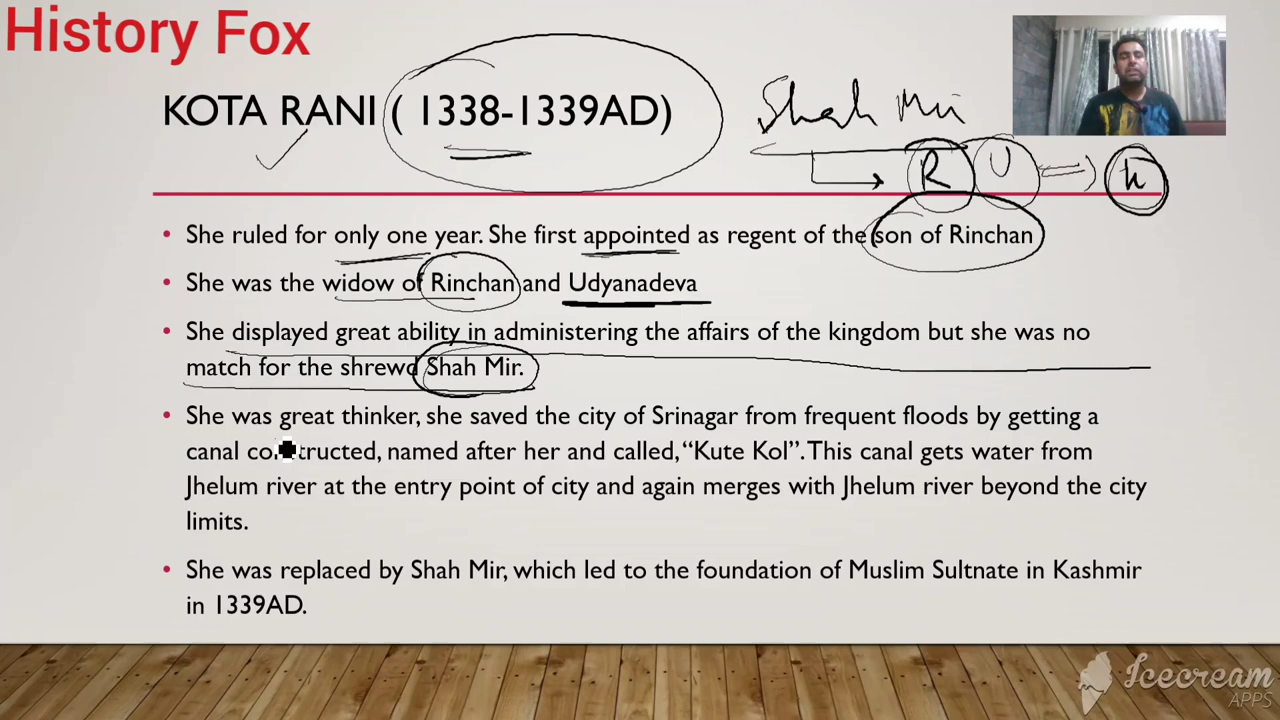 History Fox
KOTA RANI ( 1338-1339AD)
Shah Mir
R U => K
• She ruled for only one year. She first appointed as regent of the son of Rinchan
• She was the widow of Rinchan and Udyanadeva
• She displayed great ability in administering the affairs of the kingdom but she was no
match for the shrewd Shah Mir.
• She was great thinker, she saved the city of Srinagar from frequent floods by getting a
canal constructed, named after her and called, “Kute Kol”. This canal gets water from
Jhelum river at the entry point of city and again merges with Jhelum river beyond the city
limits.
• She was replaced by Shah Mir, which led to the foundation of Muslim Sultnate in Kashmir
in 1339AD.
Icecream
APPS